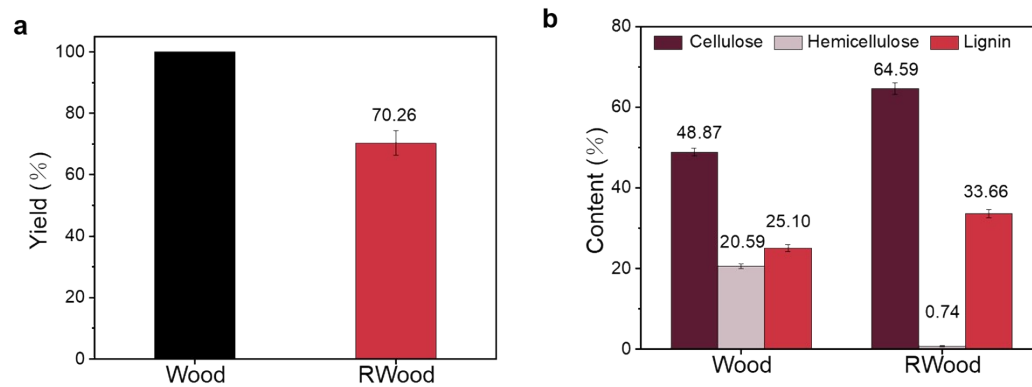 a
100
80
60
40
20
0
Yield (%)
70.26
Wood RWood
b
80
60
40
20
0
Content (%)
Cellulose Hemicellulose Lignin
48.87
20.59
25.10
64.59
0.74
33.66
Wood RWood